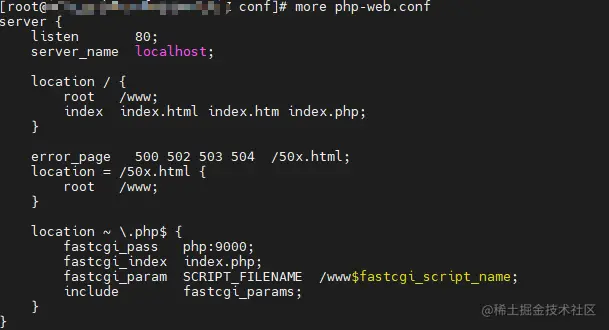 [root@ conf]# more php-web.conf
server {
    listen       80;
    server_name  localhost;

    location / {
        root   /www;
        index  index.html index.htm index.php;
    }

    error_page   500 502 503 504  /50x.html;
    location = /50x.html {
        root   /www;
    }

    location ~ \.php$ {
        fastcgi_pass   php:9000;
        fastcgi_index  index.php;
        fastcgi_param  SCRIPT_FILENAME  /www$fastcgi_script_name;
        include        fastcgi_params;
    }
}
@稀土掘金技术社区